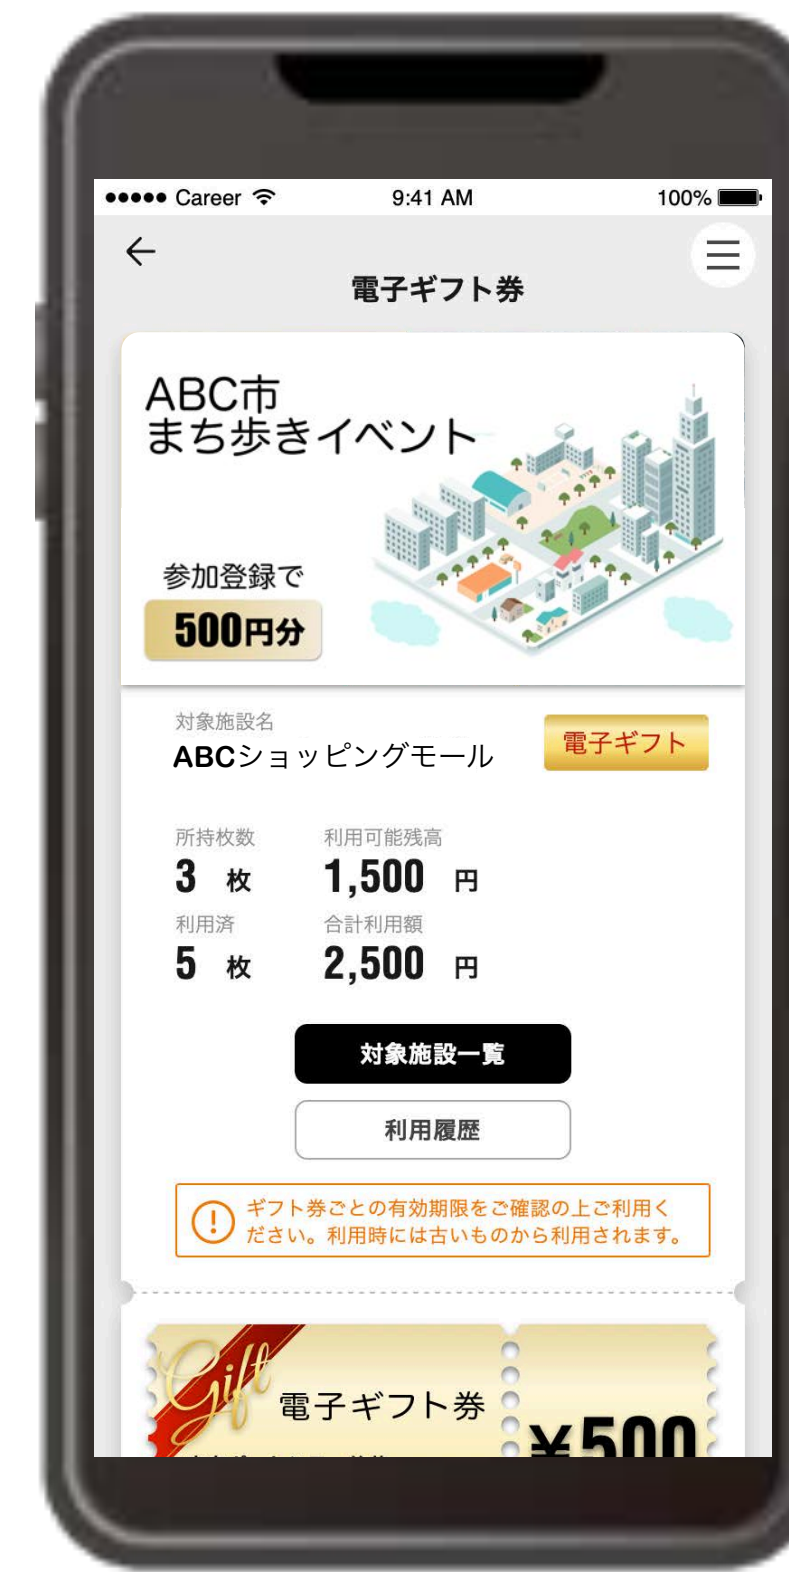 Career 9:41 AM 100%
電子ギフト券
ABC市
まち歩きイベント
参加登録で
500円分
対象施設名
ABCショッピングモール
電子ギフト
所持枚数 利用可能残高
3 枚 1,500 円
利用済 合計利用額
5 枚 2,500 円
対象施設一覧
利用履歴
ギフト券ごとの有効期限をご確認の上ご利用く
ださい。利用時には古いものから利用されます。
Gift
電子ギフト券
¥500